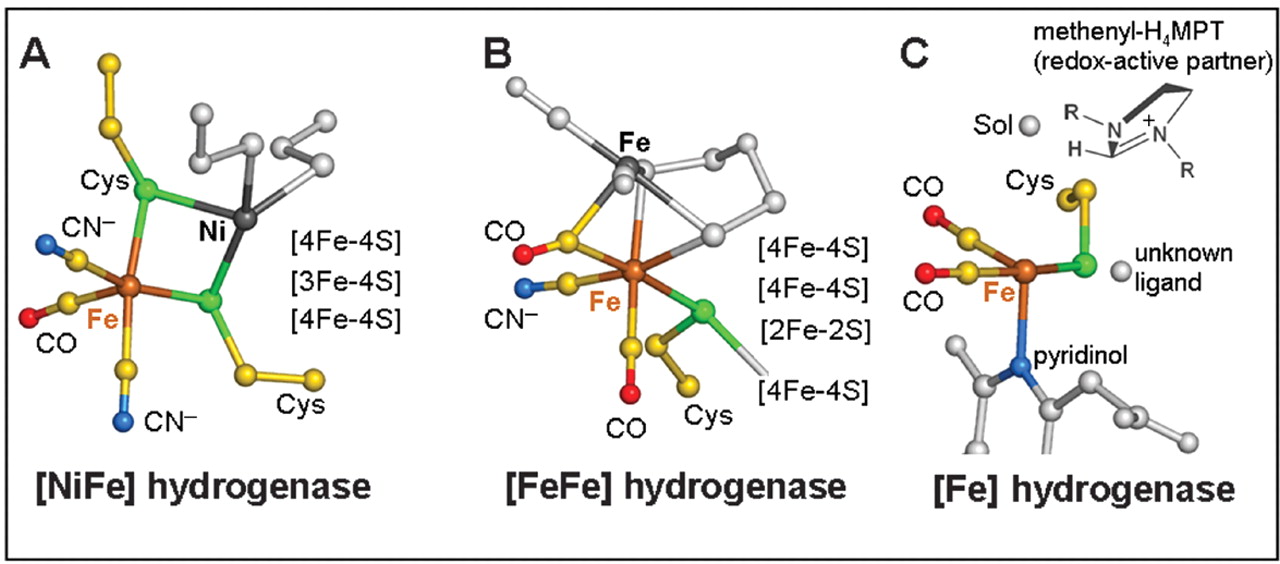 A
Cys
CN–
Ni
[4Fe-4S]
[3Fe-4S]
[4Fe-4S]
Fe
CO
Cys
CN–
[NiFe] hydrogenase
B
Fe
CO
[4Fe-4S]
[4Fe-4S]
CN–
Fe
[2Fe-2S]
[4Fe-4S]
CO
Cys
[FeFe] hydrogenase
C
methenyl-H4MPT
(redox-active partner)
Sol
R
N
+
N
H
R
Cys
CO
unknown
ligand
CO
Fe
pyridinol
[Fe] hydrogenase